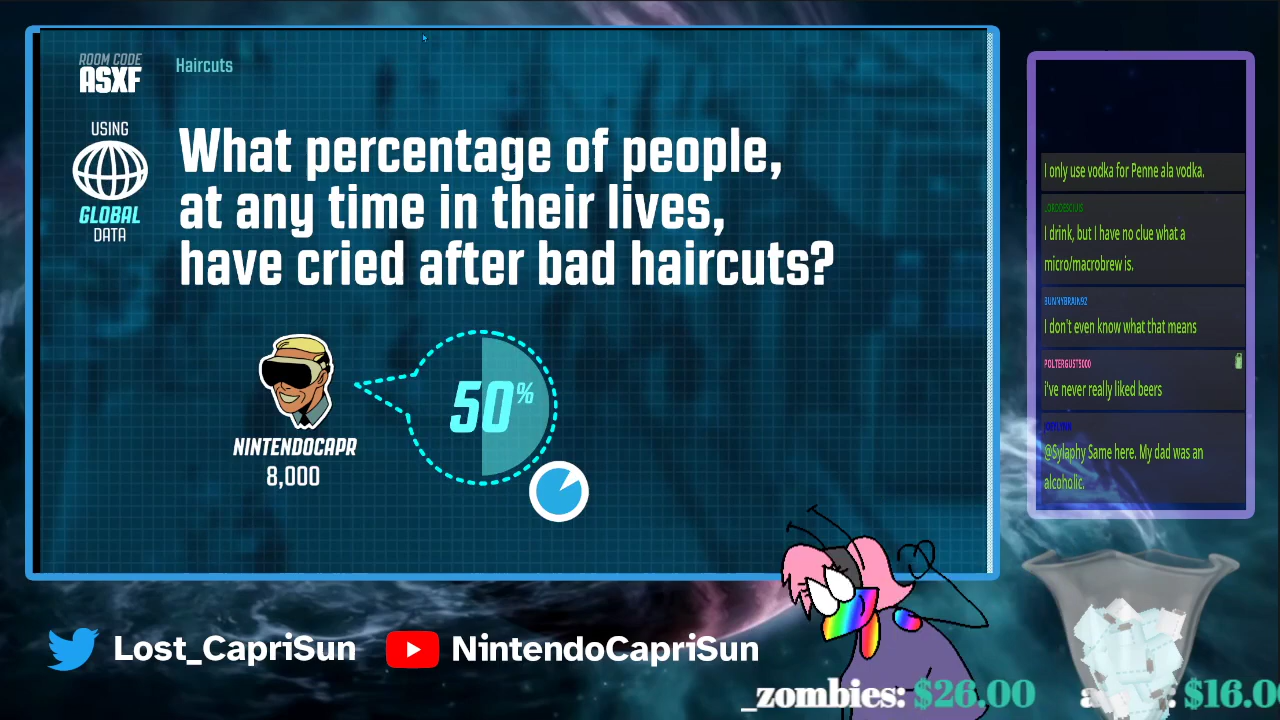 ROOM CODE
ASXF
Haircuts
USING
GLOBAL
DATA
What percentage of people,
at any time in their lives,
have cried after bad haircuts?
50%
NINTENDOCAPR
8,000
I only use vodka for Penne ala vodka.
I drink, but I have no clue what a
micro/macrobrew is.
BUNNYBRAIN92
I don't even know what that means
POLTERGUST5000
i've never really liked beers
@Sylaphy Same here. My dad was an
alcoholic.
Lost_CapriSun
NintendoCapriSun
_zombies: $26.00
$16.0